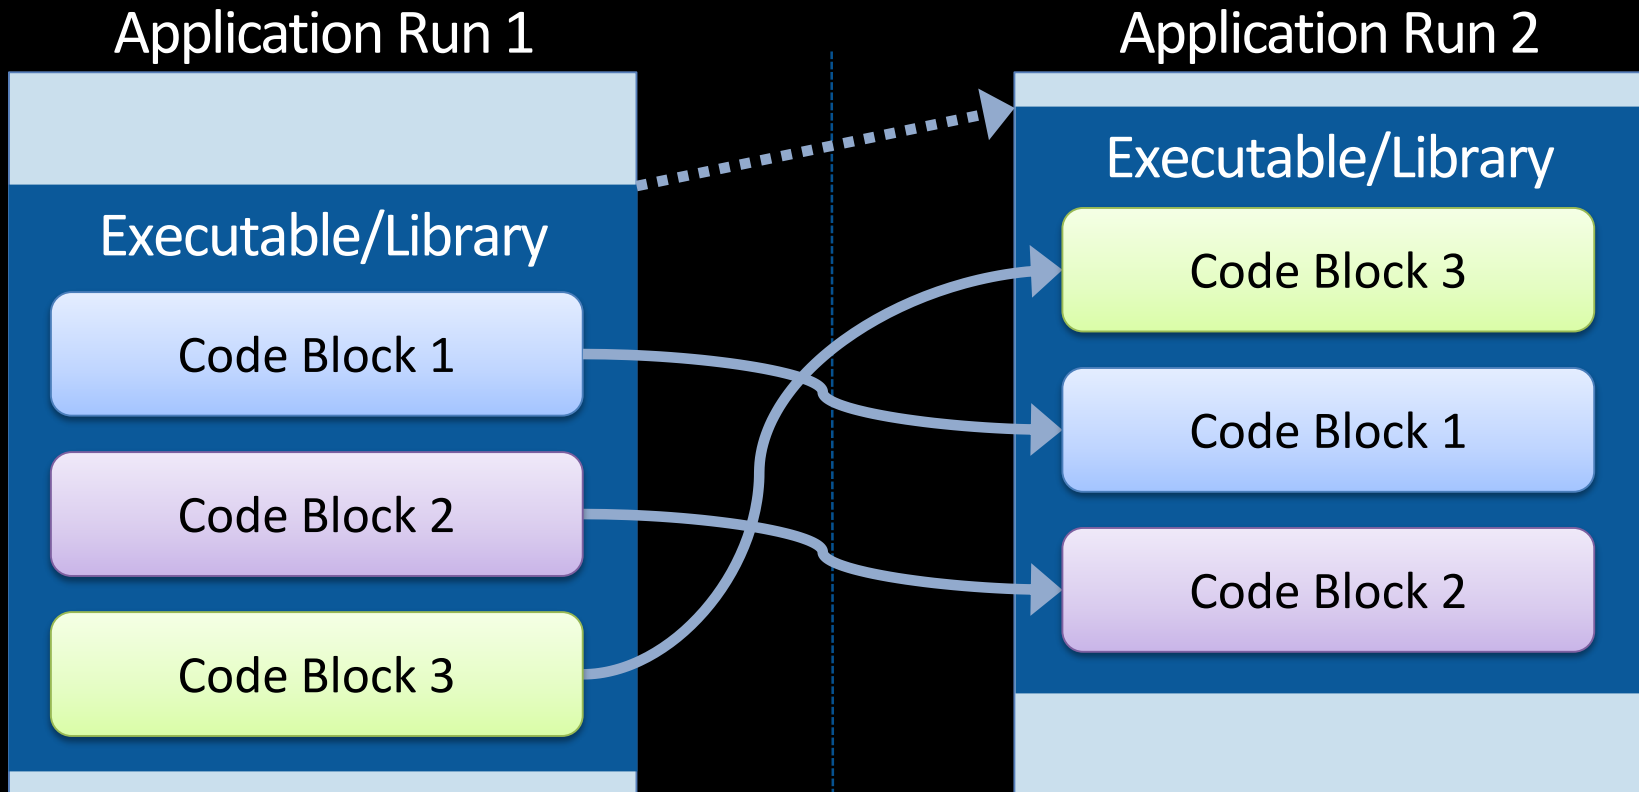 Application Run 1
Executable/Library
Code Block 1
Code Block 2
Code Block 3
Application Run 2
Executable/Library
Code Block 3
Code Block 1
Code Block 2